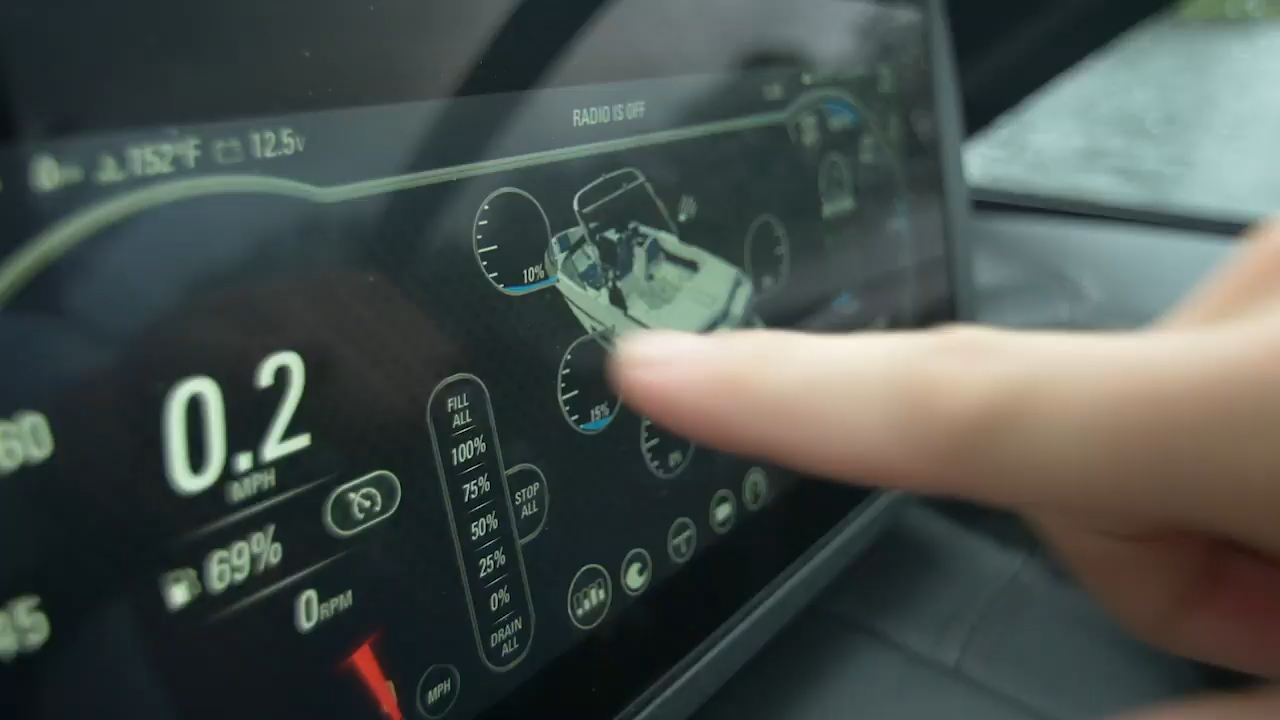 RADIO IS OFF
152°F 12.5v
10%
15%
0%
60
0.2
MPH
69%
0RPM
45
FILL
ALL
100%
75%
50%
25%
0%
DRAIN
ALL
STOP
ALL
MPH